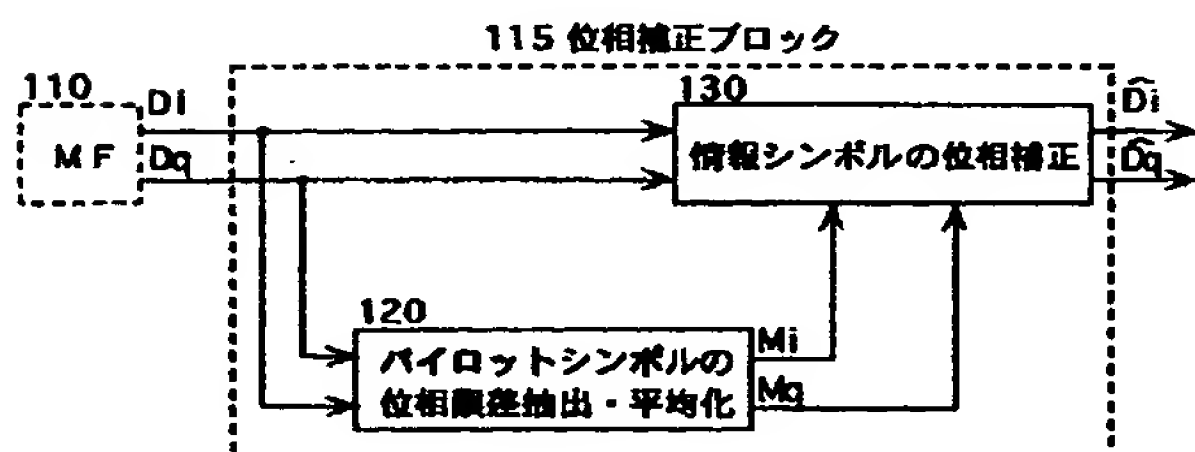 115 位相補正ブロック
110
MF
Di
Dq
130
情報シンボルの位相補正
D̂i
D̂q
120
パイロットシンボルの
位相誤差抽出・平均化
Mi
Mq